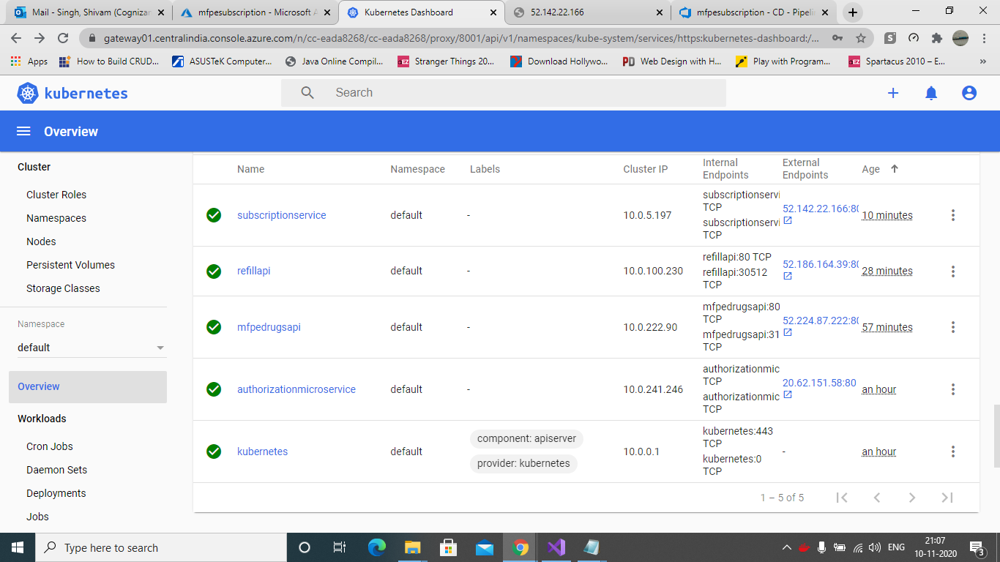 Mail - Singh, Shivam (Cogniza
mfpesubscription - Microsoft A
Kubernetes Dashboard
52.142.22.166
mfpesubscription - CD - Pipeli
gateway01.centralindia.console.azure.com/n/cc-eada8268/cc-eada8268/proxy/8001/api/v1/namespaces/kube-system/services/https:kubernetes-dashboard:/...
Apps
How to Build CRUD...
ASUSTeK Computer...
Java Online Compil...
Stranger Things 20...
Download Hollywo...
Web Design with H...
Play with Program...
Spartacus 2010 – E...
»
kubernetes
Search
Overview
Cluster
Cluster Roles
Namespaces
Nodes
Persistent Volumes
Storage Classes
Namespace
default
Overview
Workloads
Cron Jobs
Daemon Sets
Deployments
Jobs
Name Namespace Labels Cluster IP Internal Endpoints External Endpoints Age
subscriptionservice default - 10.0.5.197
subscriptionservi
TCP
subscriptionservi
TCP
52.142.22.166:80
10 minutes
refillapi default - 10.0.100.230
refillapi:80 TCP
refillapi:30512
TCP
52.186.164.39:80
28 minutes
mfpedrugsapi default - 10.0.222.90
mfpedrugsapi:80
TCP
mfpedrugsapi:31
TCP
52.224.87.222:80
57 minutes
authorizationmicroservice default - 10.0.241.246
authorizationmic
TCP
authorizationmic
TCP
20.62.151.58:80
an hour
kubernetes default
component: apiserver
provider: kubernetes
10.0.0.1
kubernetes:443
TCP
kubernetes:0
TCP
-
an hour
1 – 5 of 5
Type here to search
ENG
21:07
10-11-2020
3